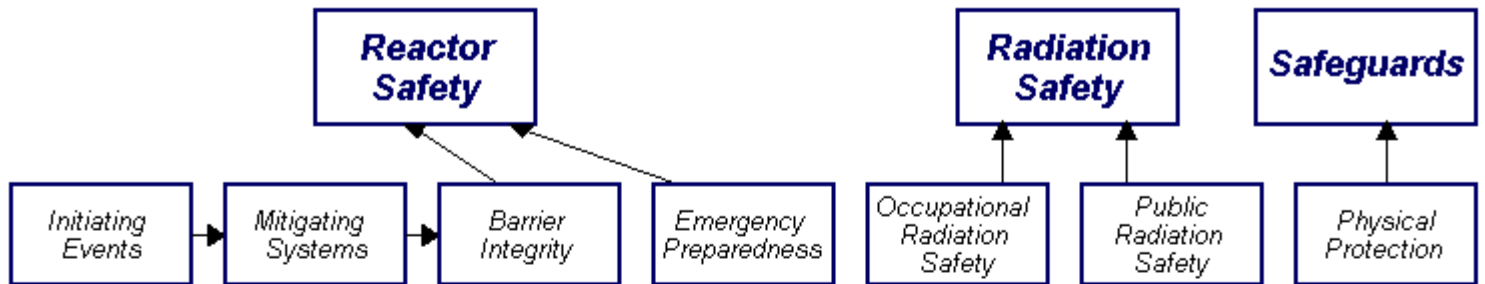 Reactor
Safety
Radiation
Safety
Safeguards
Initiating
Events
Mitigating
Systems
Barrier
Integrity
Emergency
Preparedness
Occupational
Radiation
Safety
Public
Radiation
Safety
Physical
Protection